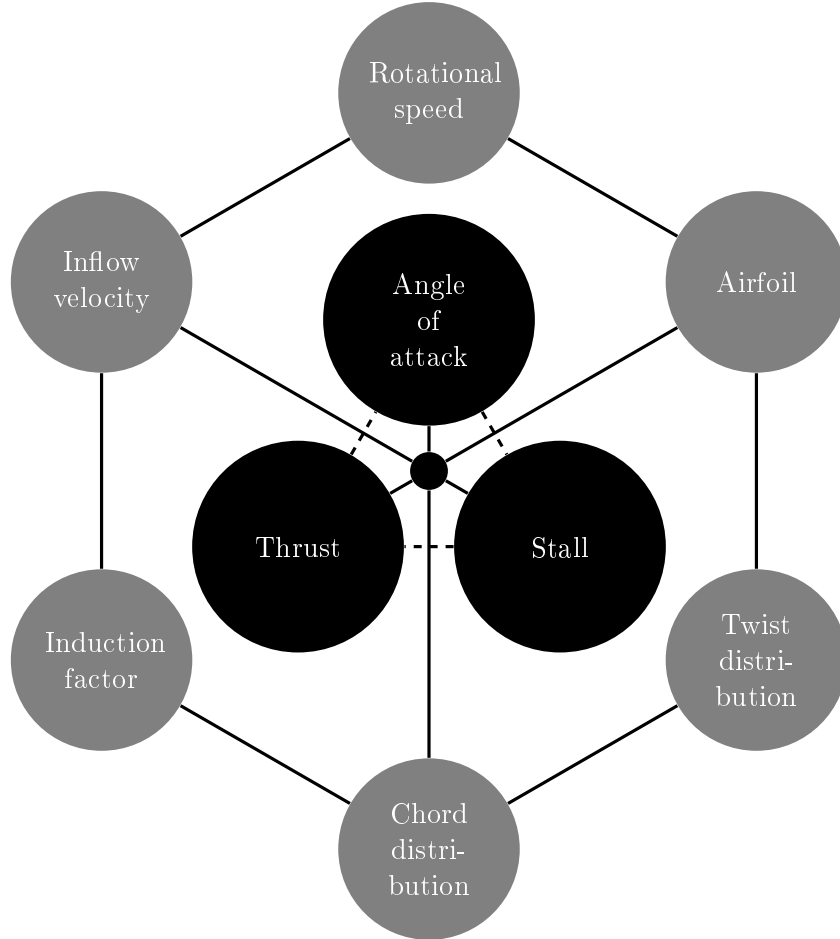 Rotational
speed
Inflow
velocity
Angle
of
attack
Airfoil
Thrust
Stall
Induction
factor
Twist
distri-
bution
Chord
distri-
bution